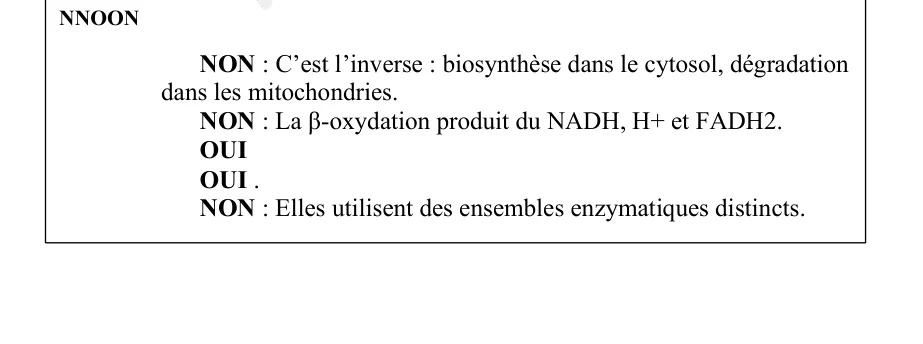 NNOON
NON : C’est l’inverse : biosynthèse dans le cytosol, dégradation
dans les mitochondries.
NON : La β-oxydation produit du NADH, H+ et FADH2.
OUI
OUI .
NON : Elles utilisent des ensembles enzymatiques distincts.